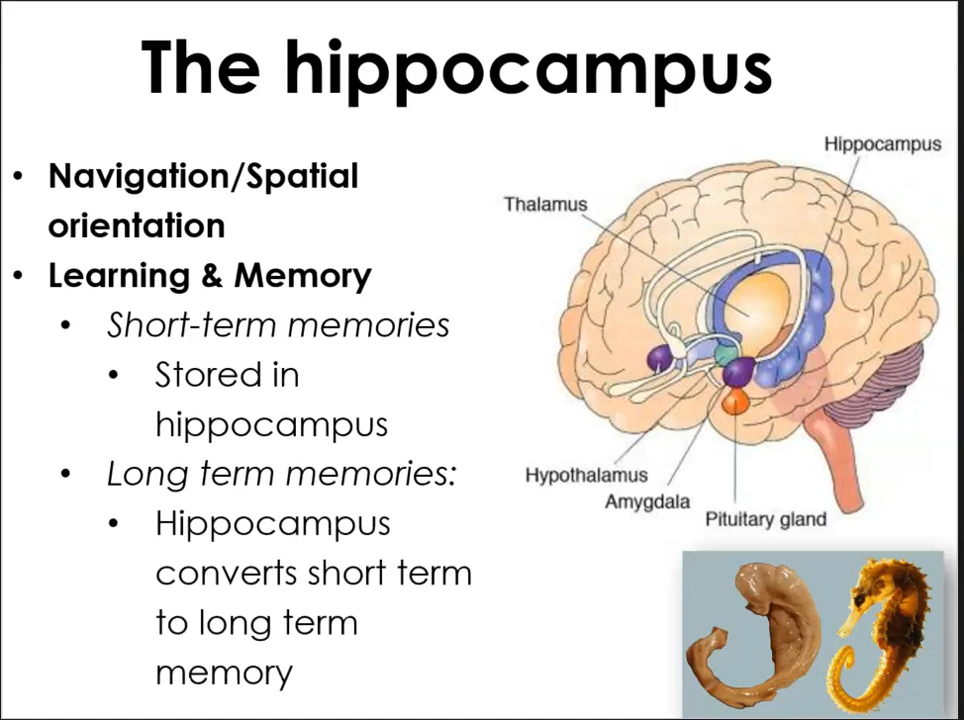 The hippocampus
• Navigation/Spatial
orientation
• Learning & Memory
• Short-term memories
• Stored in
hippocampus
• Long term memories:
• Hippocampus
converts short term
to long term
memory
Hippocampus
Thalamus
Hypothalamus
Amygdala
Pituitary gland